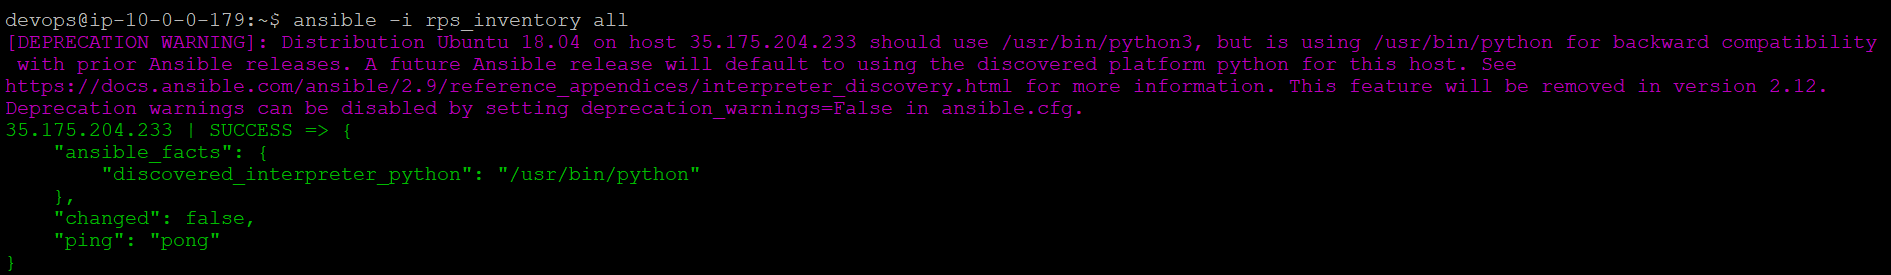 devops@ip-10-0-0-179:~$ ansible -i rps_inventory all
[DEPRECATION WARNING]: Distribution Ubuntu 18.04 on host 35.175.204.233 should use /usr/bin/python3, but is using /usr/bin/python for backward compatibility
 with prior Ansible releases. A future Ansible release will default to using the discovered platform python for this host. See
https://docs.ansible.com/ansible/2.9/reference_appendices/interpreter_discovery.html for more information. This feature will be removed in version 2.12.
Deprecation warnings can be disabled by setting deprecation_warnings=False in ansible.cfg.
35.175.204.233 | SUCCESS => {
    "ansible_facts": {
        "discovered_interpreter_python": "/usr/bin/python"
    },
    "changed": false,
    "ping": "pong"
}